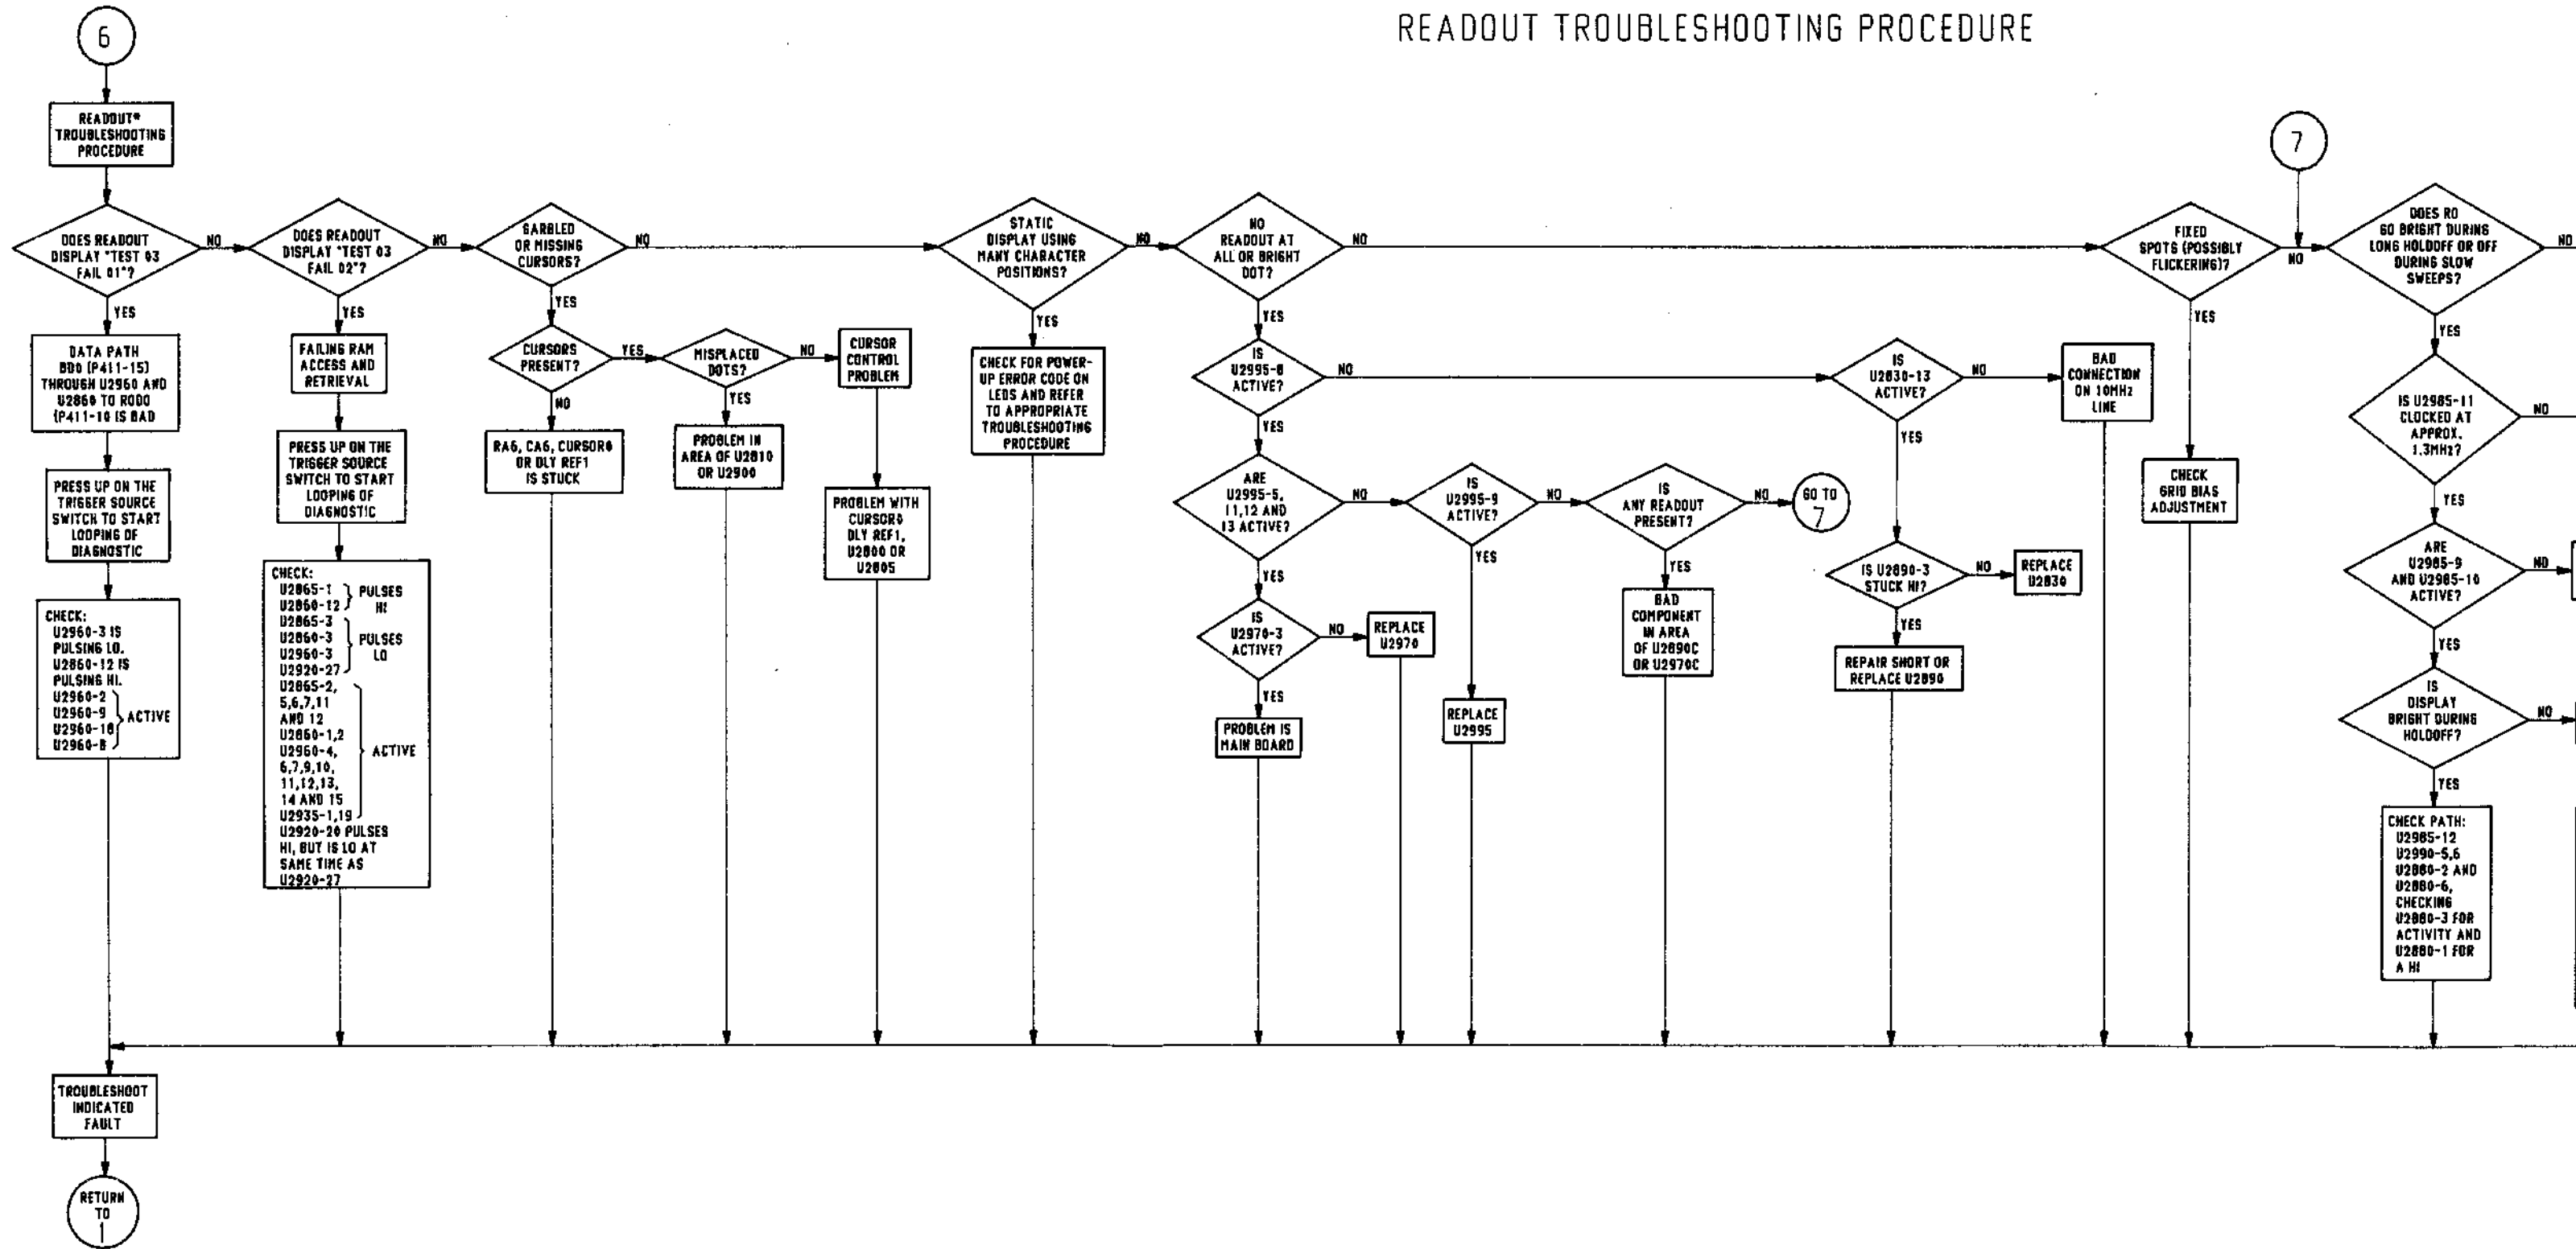 READOUT TROUBLESHOOTING PROCEDURE
6
READOUT*
TROUBLESHOOTING
PROCEDURE
DOES READOUT
DISPLAY "TEST 03
FAIL 01"?
NO
YES
DATA PATH
BD0 (P411-15)
THROUGH U2960 AND
U2860 TO RODO
(P411-10 IS BAD
PRESS UP ON THE
TRIGGER SOURCE
SWITCH TO START
LOOPING OF
DIAGNOSTIC
CHECK:
U2960-3 IS
PULSING LO.
U2860-12 IS
PULSING HI.
U2960-2
U2960-9
U2960-10
U2960-8
ACTIVE
TROUBLESHOOT
INDICATED
FAULT
RETURN
TO
1
DOES READOUT
DISPLAY "TEST 03
FAIL 02"?
NO
YES
FAILING RAM
ACCESS AND
RETRIEVAL
PRESS UP ON THE
TRIGGER SOURCE
SWITCH TO START
LOOPING OF
DIAGNOSTIC
CHECK:
U2865-1
U2860-12
PULSES
HI
U2865-3
U2860-3
U2960-3
U2920-27
PULSES
LO
U2865-2,
5,6,7,11
AND 12
U2860-1,2
U2960-4,
6,7,9,10,
11,12,13,
14 AND 15
U2935-1,19
ACTIVE
U2920-20 PULSES
HI, BUT IS LO AT
SAME TIME AS
U2920-27
GARBLED
OR MISSING
CURSORS?
NO
YES
CURSORS
PRESENT?
YES
NO
RA6, CA6, CURSOR0
OR DLY REF1
IS STUCK
MISPLACED
DOTS?
NO
YES
PROBLEM IN
AREA OF U2810
OR U2900
CURSOR
CONTROL
PROBLEM
PROBLEM WITH
CURSOR0
DLY REF1,
U2800 OR
U2805
STATIC
DISPLAY USING
MANY CHARACTER
POSITIONS?
NO
YES
CHECK FOR POWER-
UP ERROR CODE ON
LEDS AND REFER
TO APPROPRIATE
TROUBLESHOOTING
PROCEDURE
NO
READOUT AT
ALL OR BRIGHT
DOT?
NO
YES
IS
U2995-8
ACTIVE?
NO
YES
ARE
U2995-5,
11,12 AND
13 ACTIVE?
NO
YES
IS
U2970-3
ACTIVE?
NO
REPLACE
U2970
YES
PROBLEM IS
MAIN BOARD
IS
U2995-9
ACTIVE?
NO
YES
REPLACE
U2995
IS
ANY READOUT
PRESENT?
NO
GO TO
7
YES
BAD
COMPONENT
IN AREA
OF U2890C
OR U2970C
IS
U2830-13
ACTIVE?
NO
BAD
CONNECTION
ON 10MHz
LINE
YES
IS U2890-3
STUCK HI?
NO
REPLACE
U2830
YES
REPAIR SHORT OR
REPLACE U2890
FIXED
SPOTS (POSSIBLY
FLICKERING)?
NO
YES
CHECK
GRID BIAS
ADJUSTMENT
7
DOES RO
GO BRIGHT DURING
LONG HOLDOFF OR OFF
DURING SLOW
SWEEPS?
NO
YES
IS U2985-11
CLOCKED AT
APPROX.
1.3MHz?
NO
YES
ARE
U2985-9
AND U2985-10
ACTIVE?
NO
YES
IS
DISPLAY
BRIGHT DURING
HOLDOFF?
NO
YES
CHECK PATH:
U2985-12
U2990-5,6
U2880-2 AND
U2880-6,
CHECKING
U2880-3 FOR
ACTIVITY AND
U2880-1 FOR
A HI